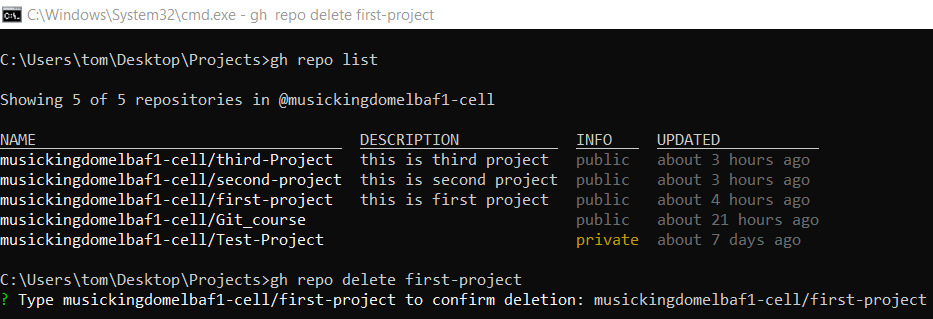 C:\Windows\System32\cmd.exe - gh  repo delete first-project
C:\Users\tom\Desktop\Projects>gh repo list
Showing 5 of 5 repositories in @musickingdomelbaf1-cell
NAME DESCRIPTION INFO UPDATED
musickingdomelbaf1-cell/third-Project this is third project public about 3 hours ago
musickingdomelbaf1-cell/second-project this is second project public about 3 hours ago
musickingdomelbaf1-cell/first-project this is first project public about 4 hours ago
musickingdomelbaf1-cell/Git_course public about 21 hours ago
musickingdomelbaf1-cell/Test-Project private about 7 days ago
C:\Users\tom\Desktop\Projects>gh repo delete first-project
? Type musickingdomelbaf1-cell/first-project to confirm deletion: musickingdomelbaf1-cell/first-project